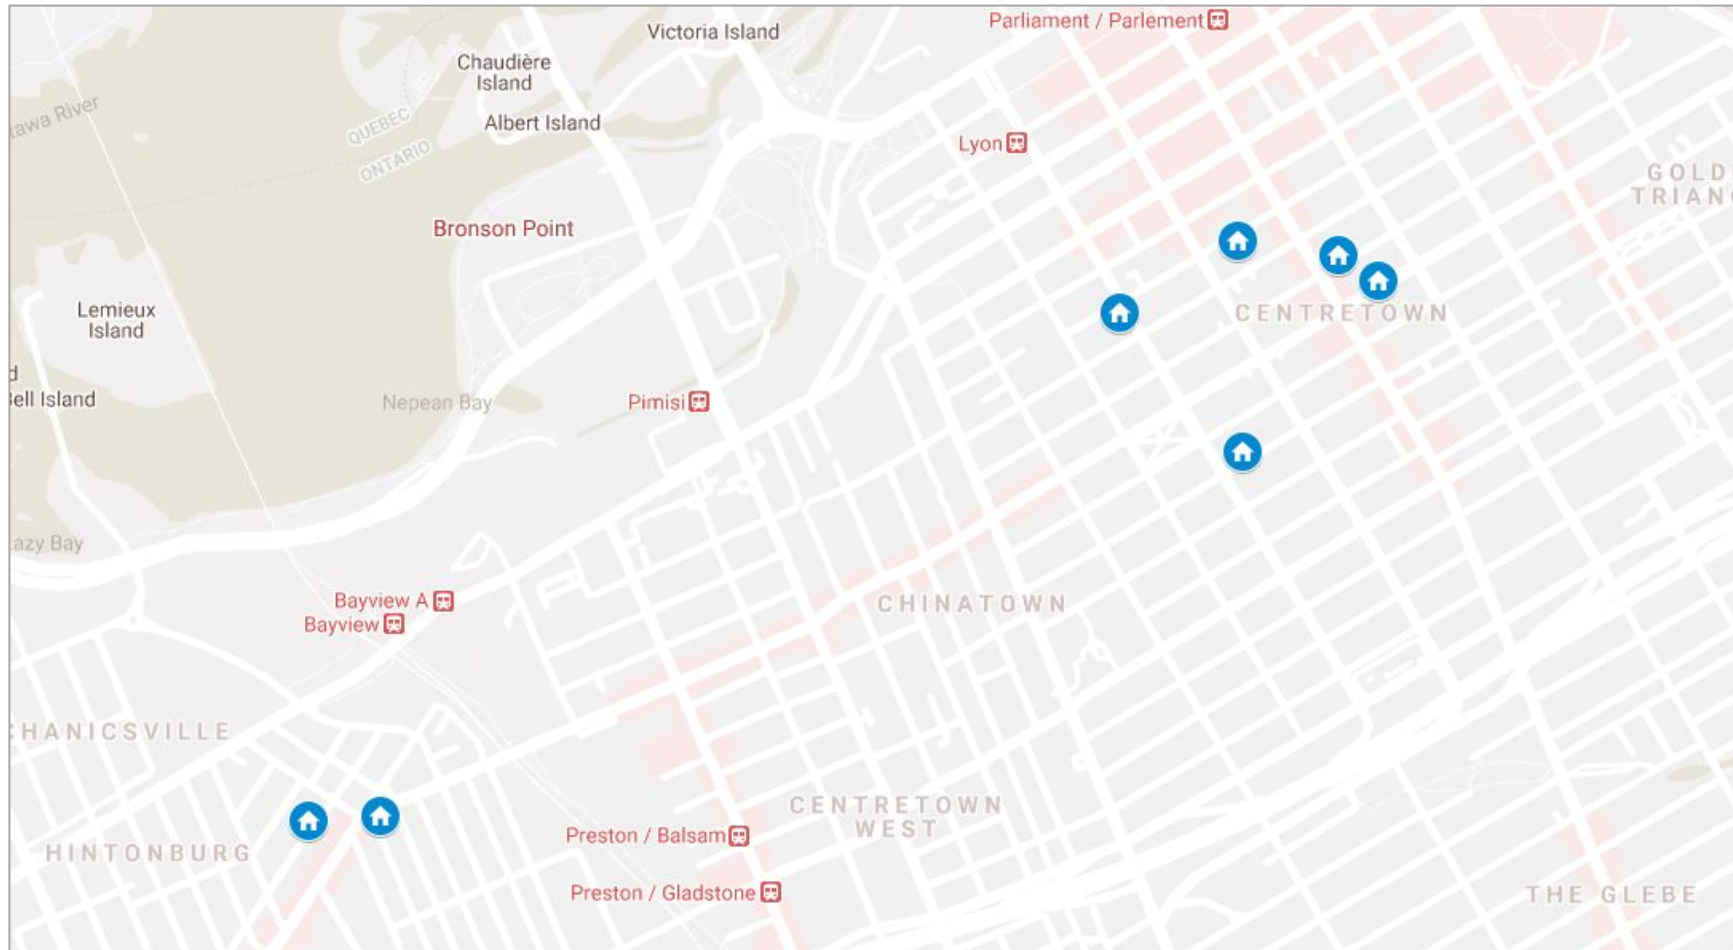 Parliament / Parlement
Victoria Island
Chaudière
Island
Albert Island
QUEBEC
ONTARIO
Lyon
GOLD
TRIAN
Bronson Point
Lemieux
Island
CENTRETOWN
Nepean Bay
Pimisi
ell Island
azy Bay
Bayview A
Bayview
CHINATOWN
HANICSVILLE
HINTONBURG
CENTRETOWN
WEST
Preston / Balsam
Preston / Gladstone
THE GLEBE
tawa River